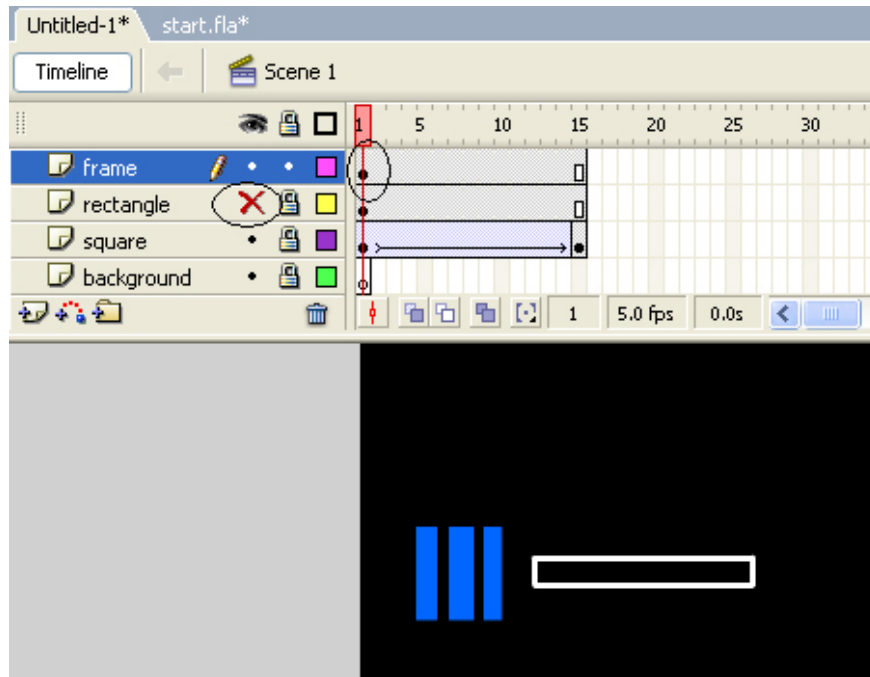 Untitled-1* start.fla*
Timeline Scene 1
1 5 10 15 20 25 30
frame
rectangle
square
background
1 5.0 fps 0.0s